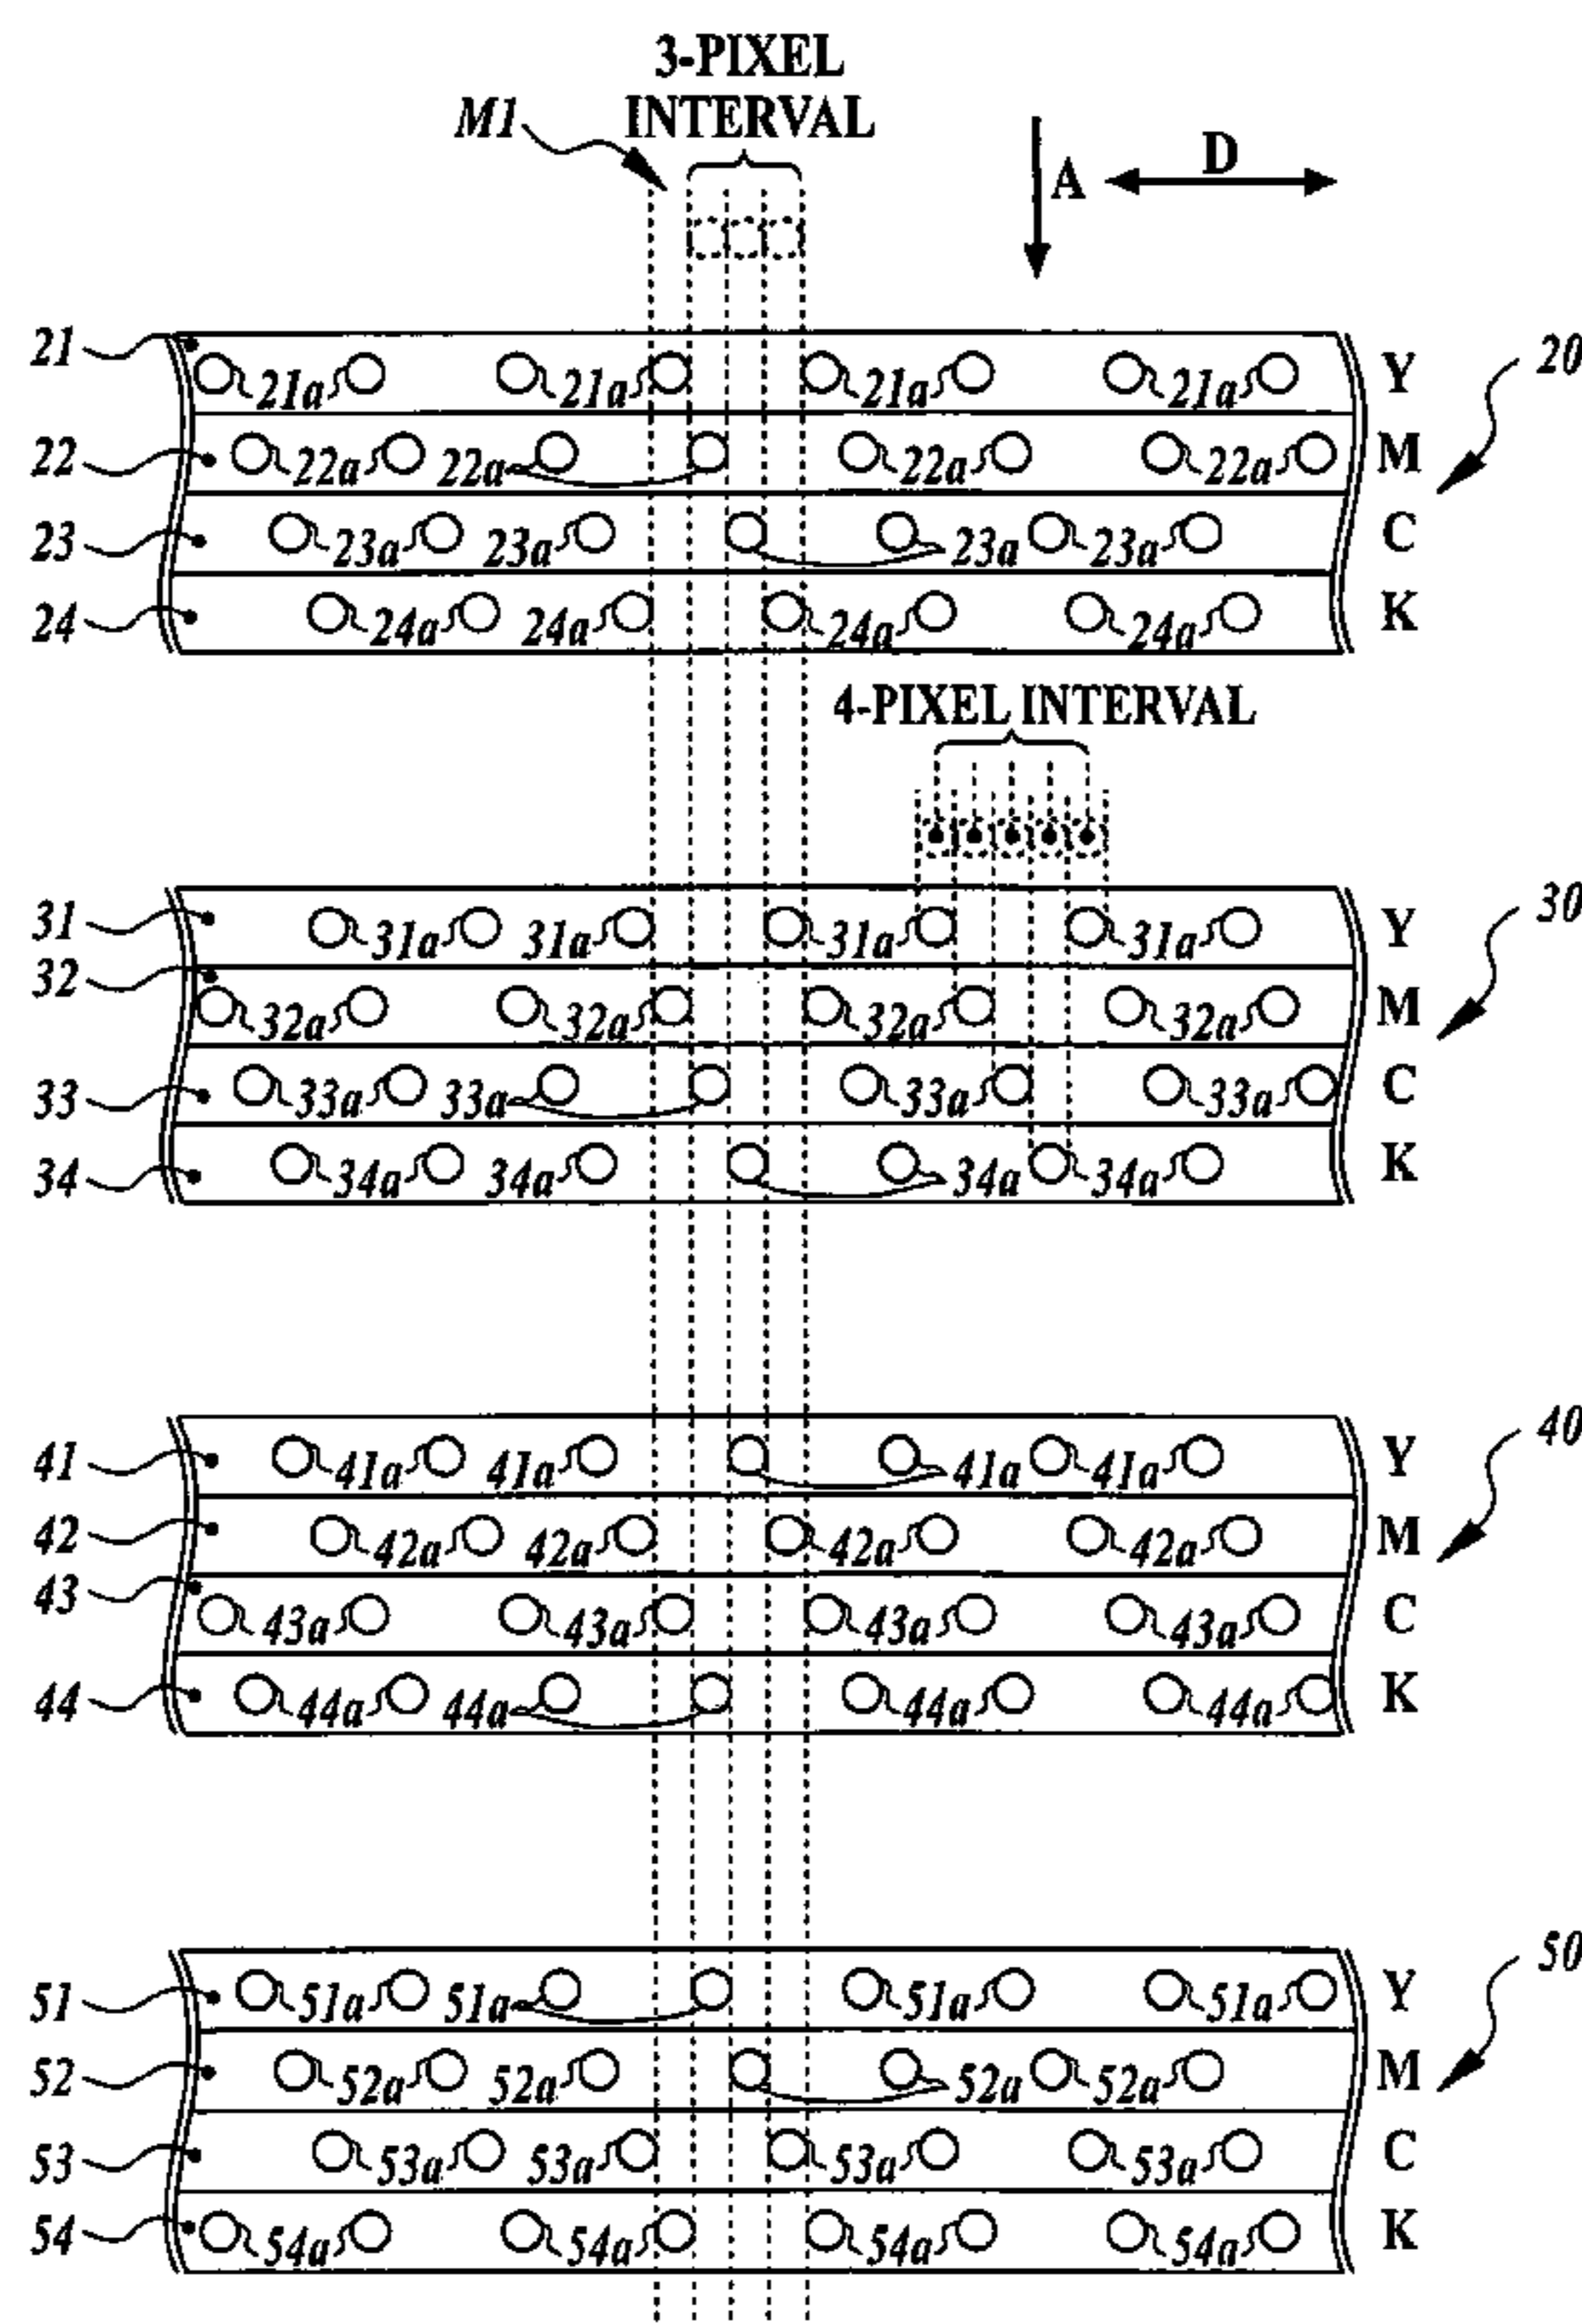 3-PIXEL
M1 INTERVAL
A D
21 21a 21a 21a 21a Y 20
22 22a 22a 22a 22a M
23 23a 23a 23a 23a C
24 24a 24a 24a 24a K
4-PIXEL INTERVAL
31 31a 31a 31a 31a Y 30
32 32a 32a 32a 32a M
33 33a 33a 33a 33a C
34 34a 34a 34a 34a K
41 41a 41a 41a 41a Y 40
42 42a 42a 42a 42a M
43 43a 43a 43a 43a C
44 44a 44a 44a 44a K
51 51a 51a 51a 51a Y 50
52 52a 52a 52a 52a M
53 53a 53a 53a 53a C
54 54a 54a 54a 54a K